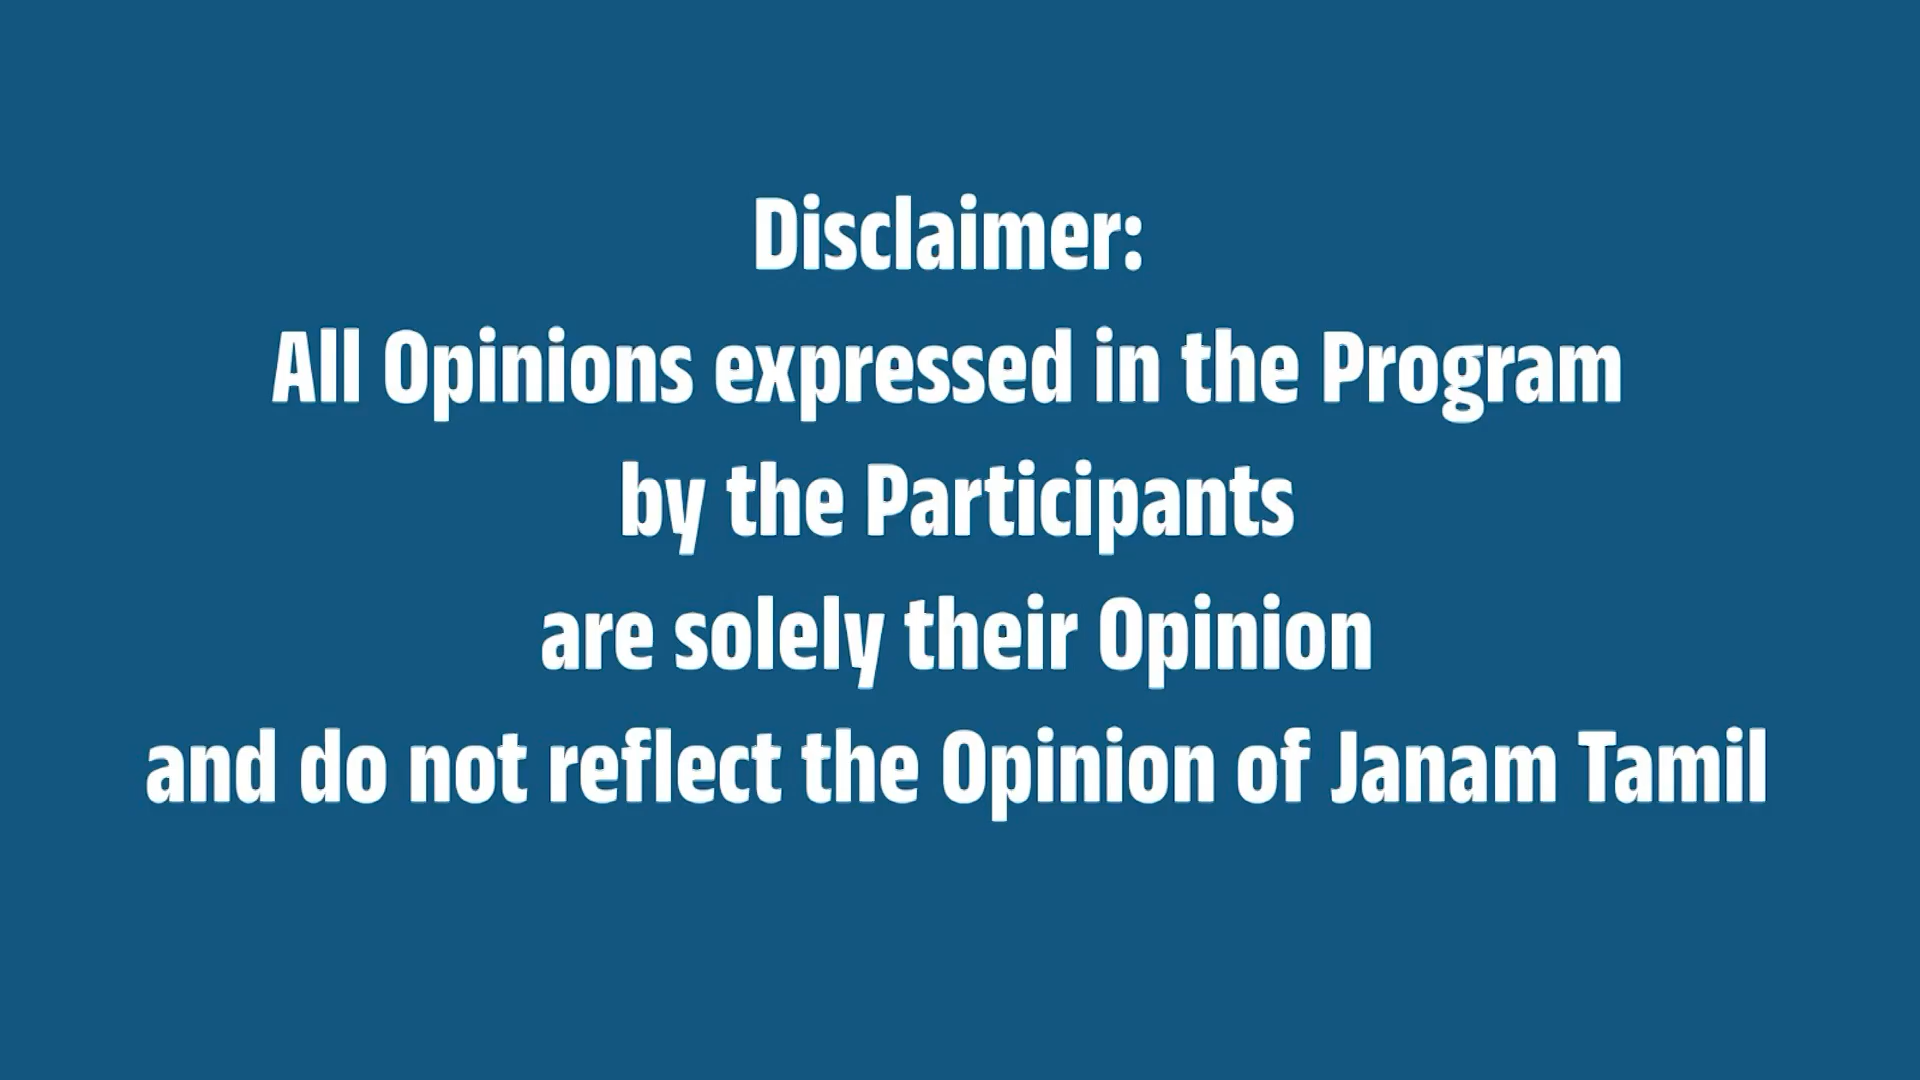 Disclaimer:
All Opinions expressed in the Program
by the Participants
are solely their Opinion
and do not reflect the Opinion of Janam Tamil